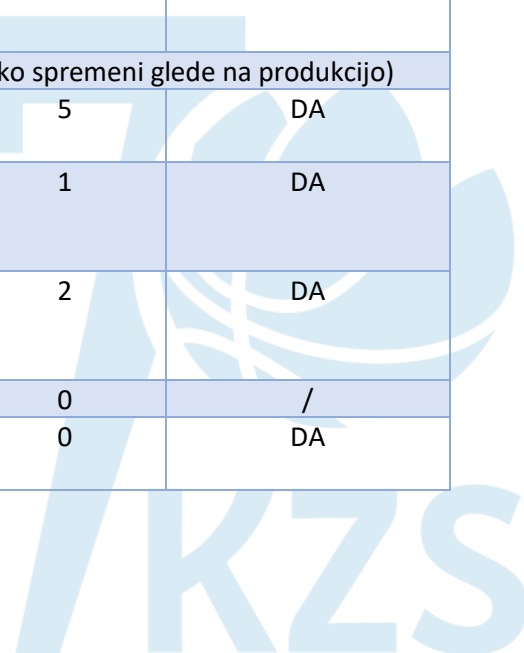 ko spremeni glede na produkcijo)
5 DA
1 DA
2 DA
0 /
0 DA
KZS